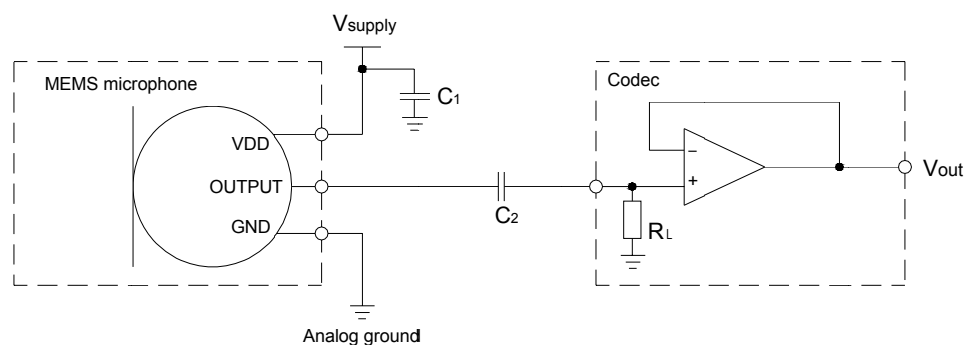 Vsupply
MEMS microphone
C1
Codec
VDD
−
OUTPUT
+
Vout
C2
GND
RL
Analog ground